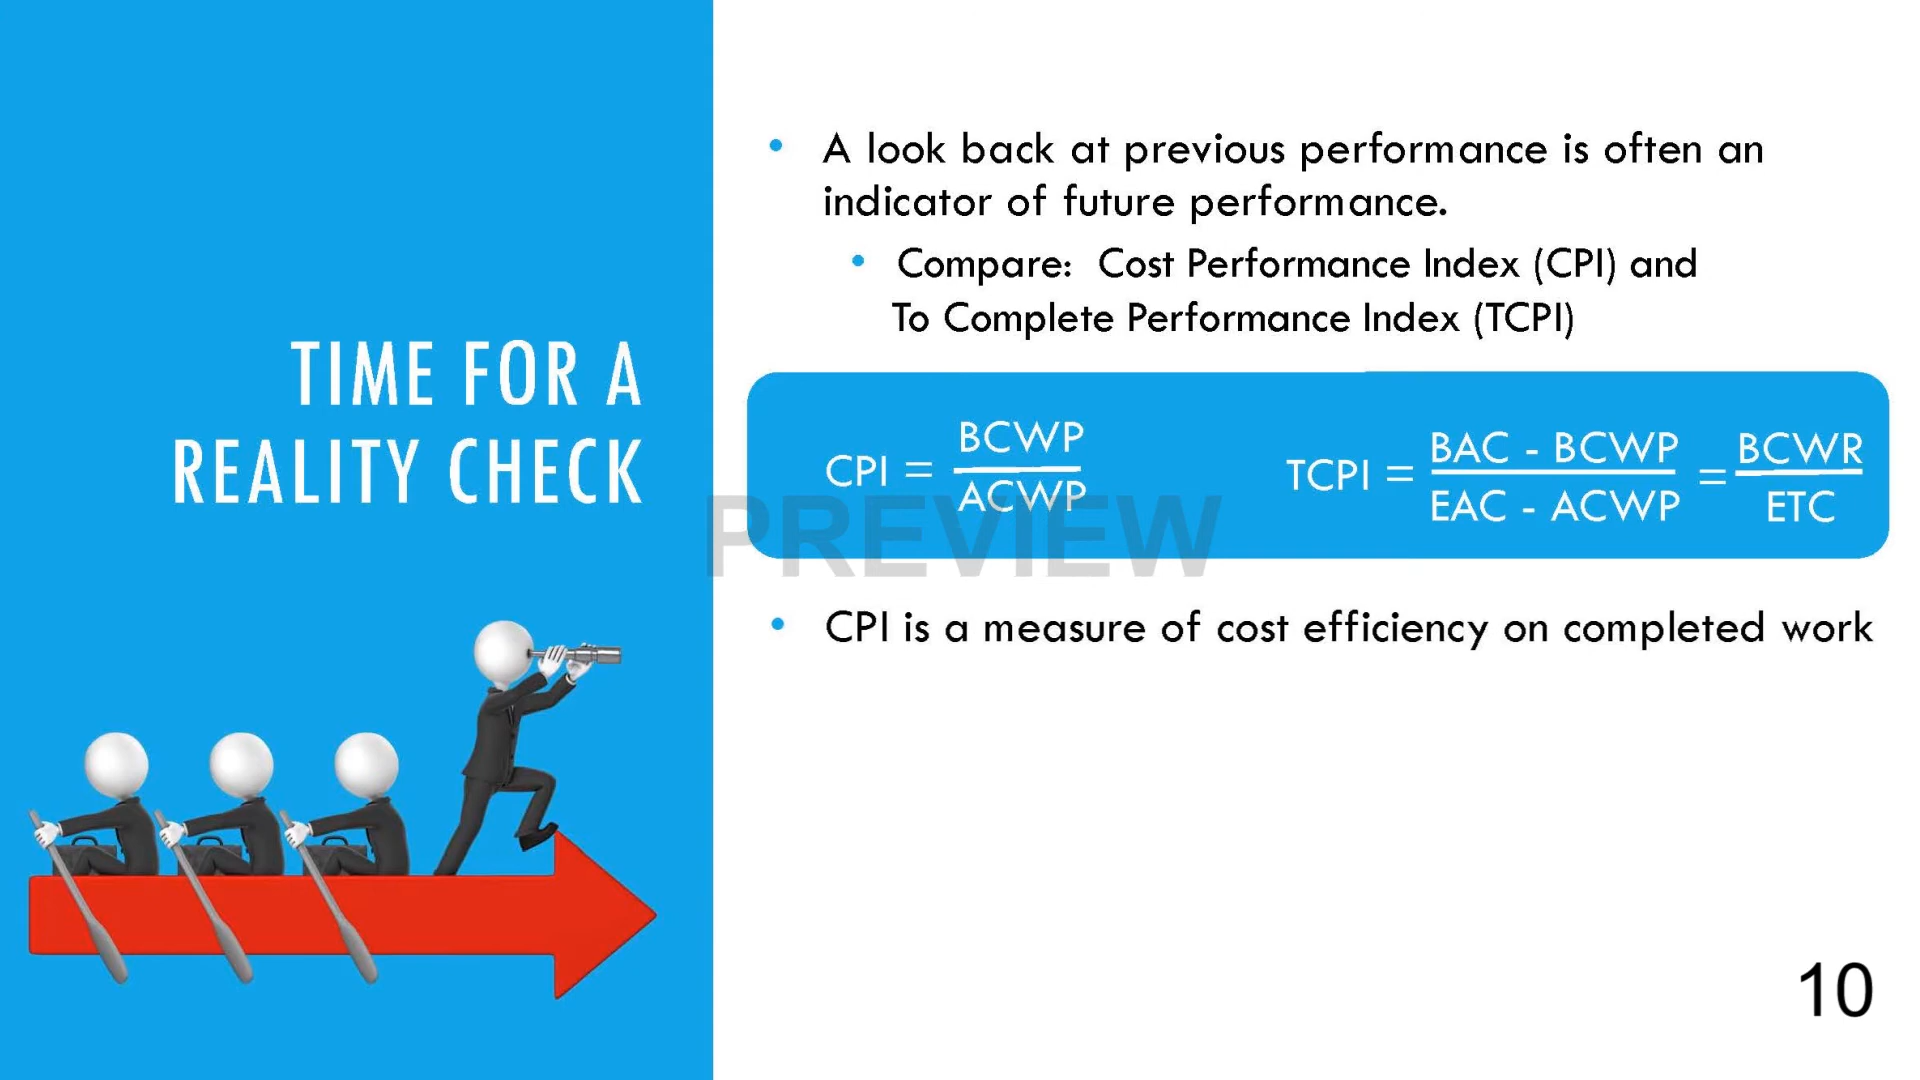 TIME FOR A
REALITY CHECK
• A look back at previous performance is often an
indicator of future performance.
• Compare: Cost Performance Index (CPI) and
To Complete Performance Index (TCPI)
CPI = BCWP / ACWP
TCPI = BAC - BCWP / EAC - ACWP = BCWR / ETC
PREVIEW
• CPI is a measure of cost efficiency on completed work
10